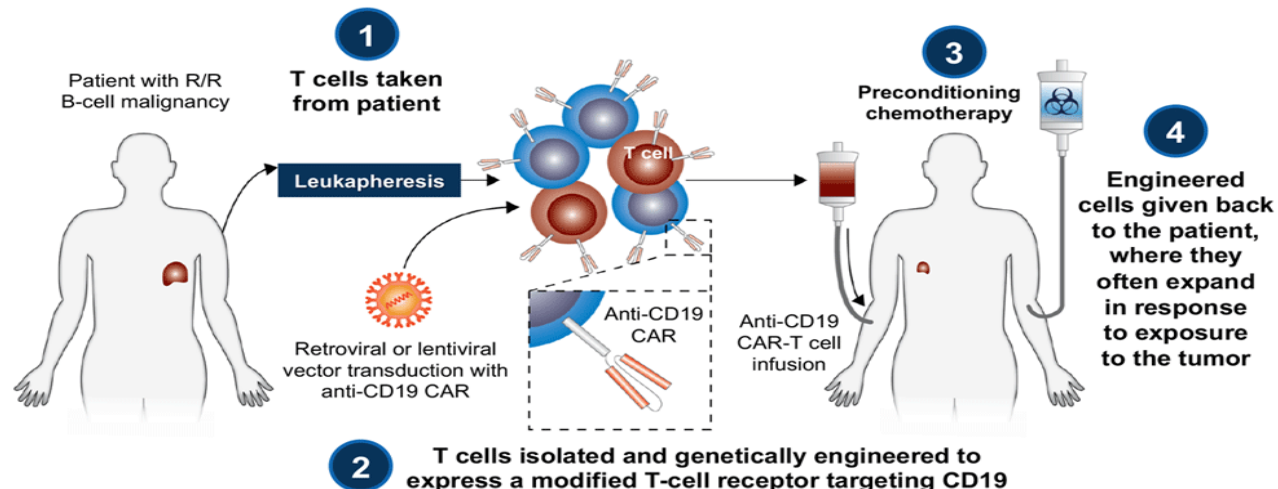 1
T cells taken
from patient
Patient with R/R
B-cell malignancy
Leukapheresis
T cell
Retroviral or lentiviral
vector transduction with
anti-CD19 CAR
Anti-CD19
CAR
2
T cells isolated and genetically engineered to
express a modified T-cell receptor targeting CD19
3
Preconditioning
chemotherapy
Anti-CD19
CAR-T cell
infusion
4
Engineered
cells given back
to the patient,
where they
often expand
in response
to exposure
to the tumor